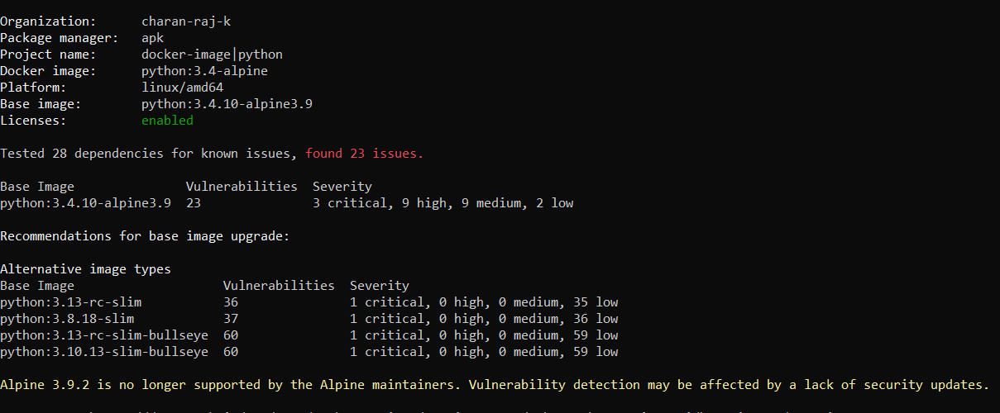 Organization: charan-raj-k
Package manager: apk
Project name: docker-image|python
Docker image: python:3.4-alpine
Platform: linux/amd64
Base image: python:3.4.10-alpine3.9
Licenses: enabled
Tested 28 dependencies for known issues, found 23 issues.
Base Image Vulnerabilities Severity
python:3.4.10-alpine3.9 23 3 critical, 9 high, 9 medium, 2 low
Recommendations for base image upgrade:
Alternative image types
Base Image Vulnerabilities Severity
python:3.13-rc-slim 36 1 critical, 0 high, 0 medium, 35 low
python:3.8.18-slim 37 1 critical, 0 high, 0 medium, 36 low
python:3.13-rc-slim-bullseye 60 1 critical, 0 high, 0 medium, 59 low
python:3.10.13-slim-bullseye 60 1 critical, 0 high, 0 medium, 59 low
Alpine 3.9.2 is no longer supported by the Alpine maintainers. Vulnerability detection may be affected by a lack of security updates.